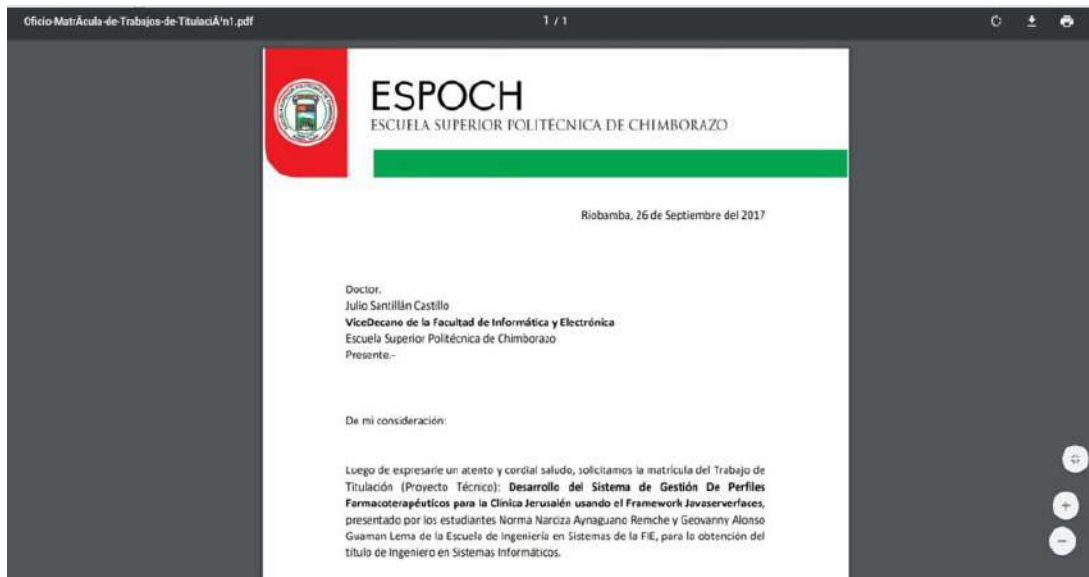 Oficio-MatrÃcula-de-Trabajos-de-TitulaciÃ³n1.pdf
1 / 1
ESPOCH
ESCUELA SUPERIOR POLITÉCNICA DE CHIMBORAZO
Riobamba, 26 de Septiembre del 2017
Doctor.
Julio Santillán Castillo
ViceDecano de la Facultad de Informática y Electrónica
Escuela Superior Politécnica de Chimborazo
Presente.-
De mi consideración:
Luego de expresarle un atento y cordial saludo, solicitamos la matrícula del Trabajo de
Titulación (Proyecto Técnico): Desarrollo del Sistema de Gestión De Perfiles
Farmacoterapéuticos para la Clínica Jerusalén usando el Framework Javaserverfaces,
presentado por los estudiantes Norma Narciza Aynaguano Remche y Geovanny Alonso
Guaman Lema de la Escuela de Ingeniería en Sistemas de la FIE, para la obtención del
título de Ingeniero en Sistemas Informáticos.